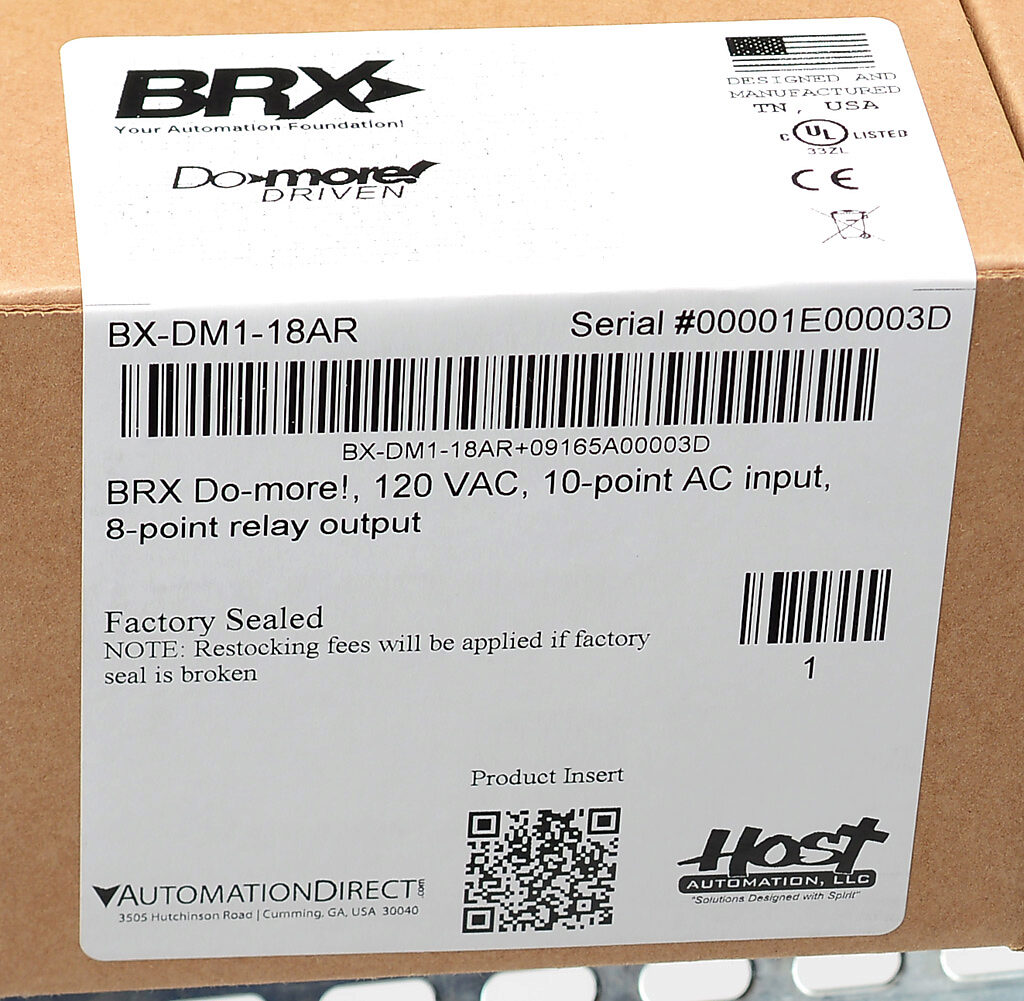 BRX
Your Automation Foundation!
Do-more!
DRIVEN
DESIGNED AND
MANUFACTURED
TN, USA
C UL LISTED
33ZL
CE
BX-DM1-18AR
Serial #00001E00003D
BX-DM1-18AR+09165A00003D
BRX Do-more!, 120 VAC, 10-point AC input,
8-point relay output
Factory Sealed
NOTE: Restocking fees will be applied if factory
seal is broken
1
Product Insert
AUTOMATIONDIRECT.com
3505 Hutchinson Road | Cumming, GA, USA 30040
HOST
AUTOMATION, LLC
"Solutions Designed with Spirit"